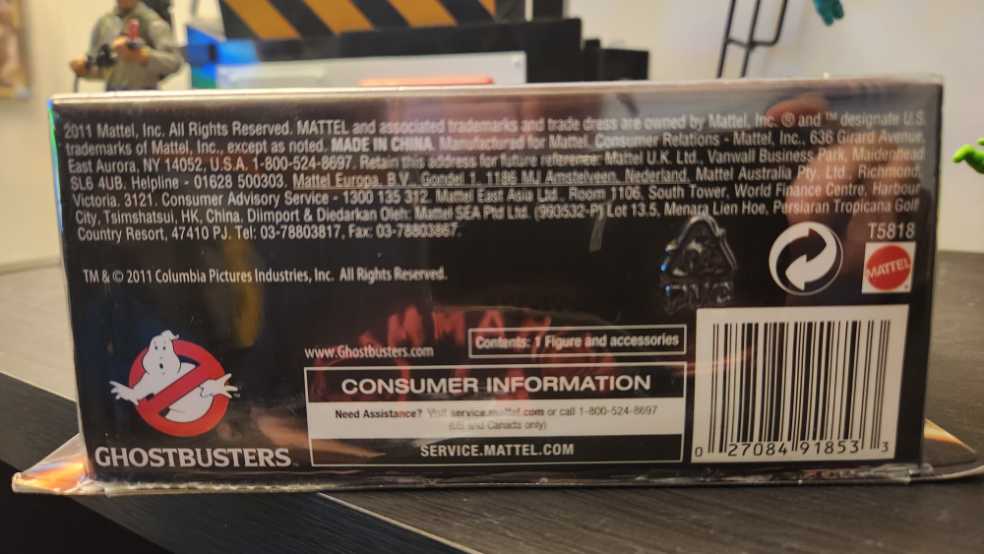 2011 Mattel, Inc. All Rights Reserved. MATTEL and associated trademarks and trade dress are owned by Mattel, Inc. ® and ™ designate U.S.
trademarks of Mattel, Inc., except as noted. MADE IN CHINA. Manufactured for Mattel. Consumer Relations - Mattel, Inc., 636 Girard Avenue,
East Aurora, NY 14052, U.S.A. 1-800-524-8697. Retain this address for future reference: Mattel U.K. Ltd., Vanwall Business Park, Maidenhead
SL6 4UB. Helpline - 01628 500303. Mattel Europa, B.V., Gondel 1, 1186 MJ Amstelveen, Nederland. Mattel Australia Pty. Ltd., Richmond,
Victoria. 3121. Consumer Advisory Service - 1300 135 312. Mattel East Asia Ltd., Room 1106, South Tower, World Finance Centre, Harbour
City, Tsimshatsui, HK, China. Diimport & Diedarkan Oleh: Mattel SEA Ptd Ltd. (993532-P) Lot 13.5, Menara Lien Hoe, Persiaran Tropicana Golf
Country Resort, 47410 PJ. Tel: 03-78803817, Fax: 03-78803867.
T5818
MATTEL
TM & © 2011 Columbia Pictures Industries, Inc. All Rights Reserved.
www.Ghostbusters.com
Contents: 1 Figure and accessories
CONSUMER INFORMATION
Need Assistance? Visit service.mattel.com or call 1-800-524-8697
(US and Canada only)
SERVICE.MATTEL.COM
GHOSTBUSTERS™
0 27084 91853 3